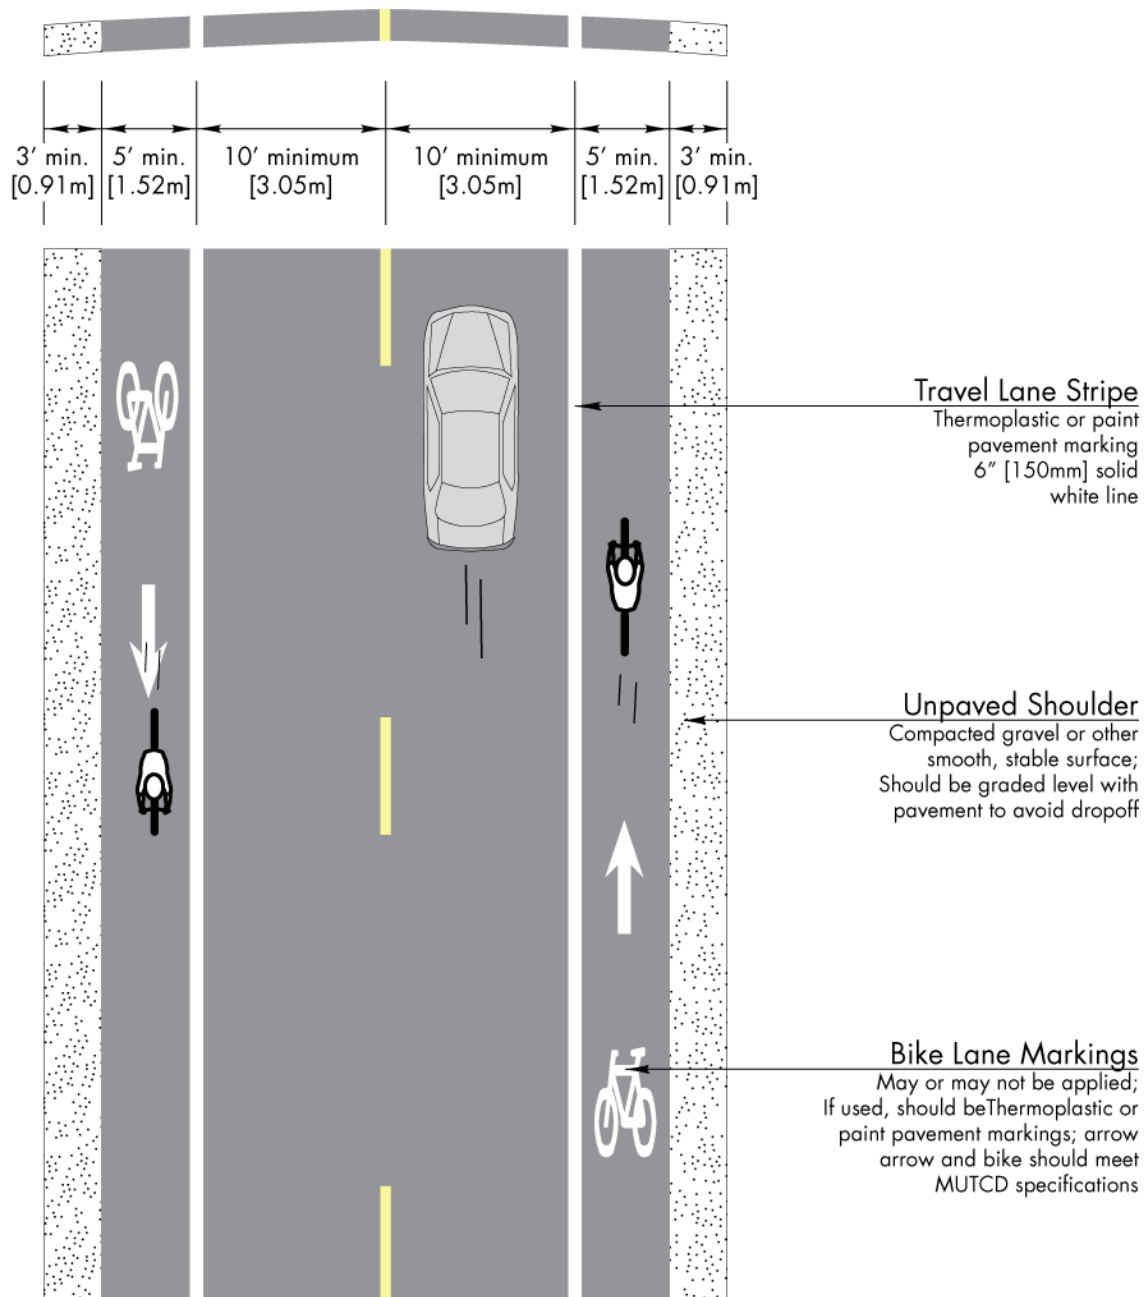 3’ min. 5’ min. 10’ minimum 10’ minimum 5’ min. 3’ min.
[0.91m] [1.52m] [3.05m] [3.05m] [1.52m] [0.91m]
Travel Lane Stripe
Thermoplastic or paint
pavement marking
6” [150mm] solid
white line
Unpaved Shoulder
Compacted gravel or other
smooth, stable surface;
Should be graded level with
pavement to avoid dropoff
Bike Lane Markings
May or may not be applied;
If used, should beThermoplastic or
paint pavement markings; arrow
arrow and bike should meet
MUTCD specifications